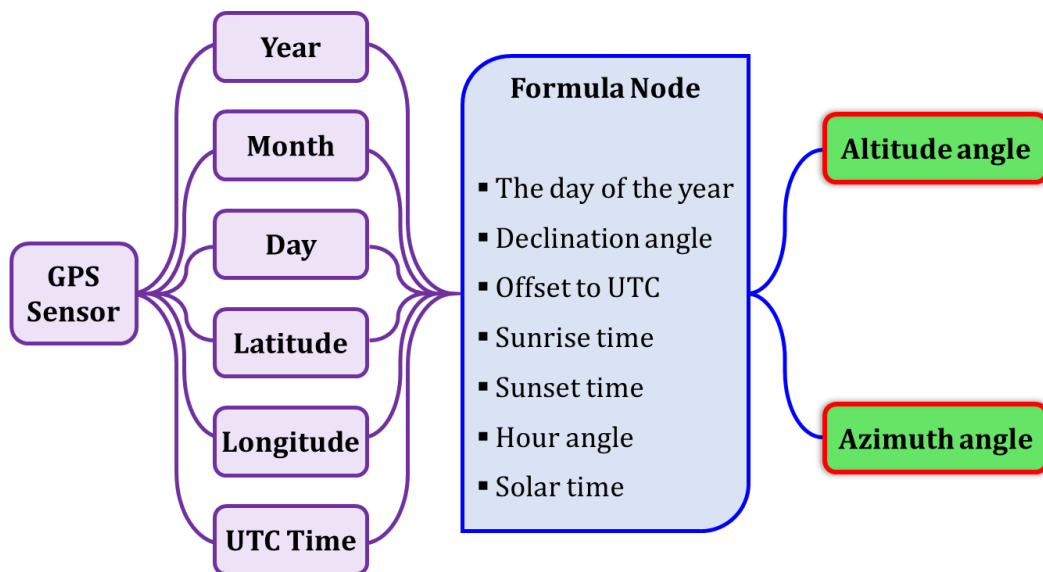 GPS
Sensor
Year
Month
Day
Latitude
Longitude
UTC Time
Formula Node
▪ The day of the year
▪ Declination angle
▪ Offset to UTC
▪ Sunrise time
▪ Sunset time
▪ Hour angle
▪ Solar time
Altitude angle
Azimuth angle